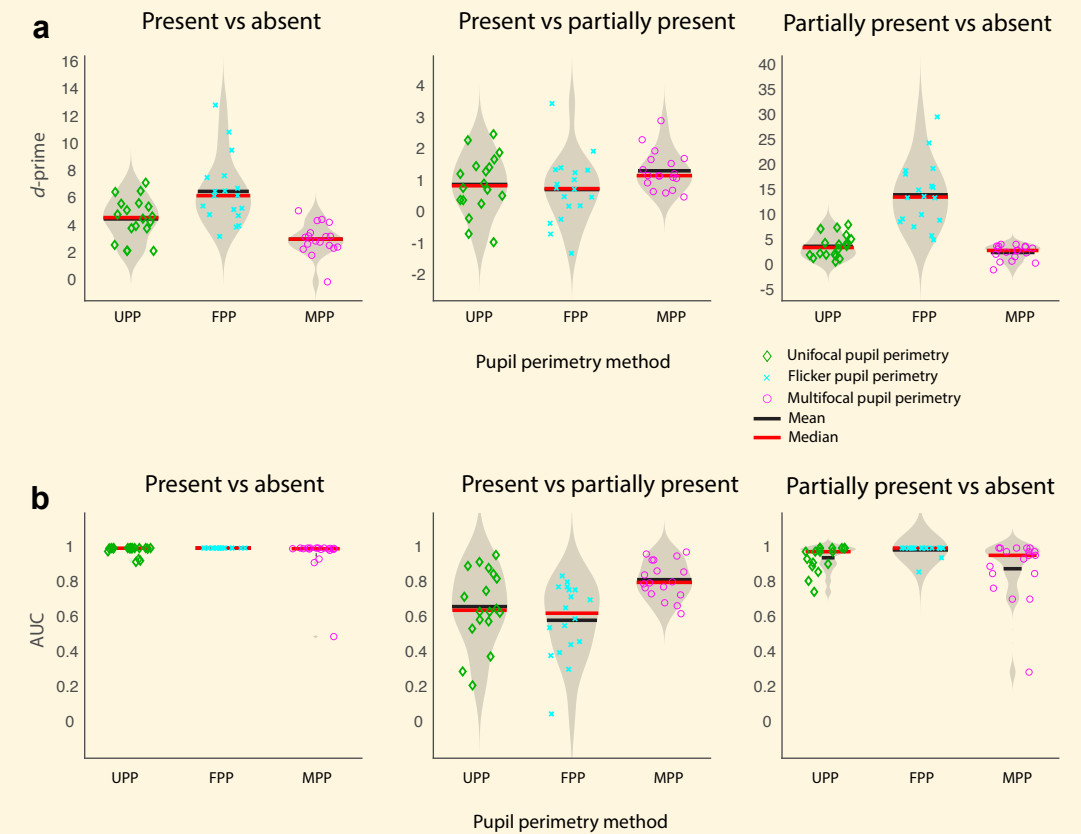 a
Present vs absent
Present vs partially present
Partially present vs absent
d-prime
16
14
12
10
8
6
4
2
0
UPP FPP MPP
4
3
2
1
0
-1
-2
UPP FPP MPP
40
35
30
25
20
15
10
5
0
-5
UPP FPP MPP
Pupil perimetry method
Unifocal pupil perimetry
Flicker pupil perimetry
Multifocal pupil perimetry
Mean
Median
b
Present vs absent
Present vs partially present
Partially present vs absent
AUC
1
0.8
0.6
0.4
0.2
0
UPP FPP MPP
1
0.8
0.6
0.4
0.2
0
UPP FPP MPP
1
0.8
0.6
0.4
0.2
0
UPP FPP MPP
Pupil perimetry method